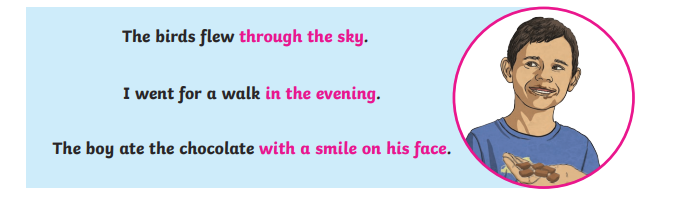 The birds flew through the sky.
I went for a walk in the evening.
The boy ate the chocolate with a smile on his face.